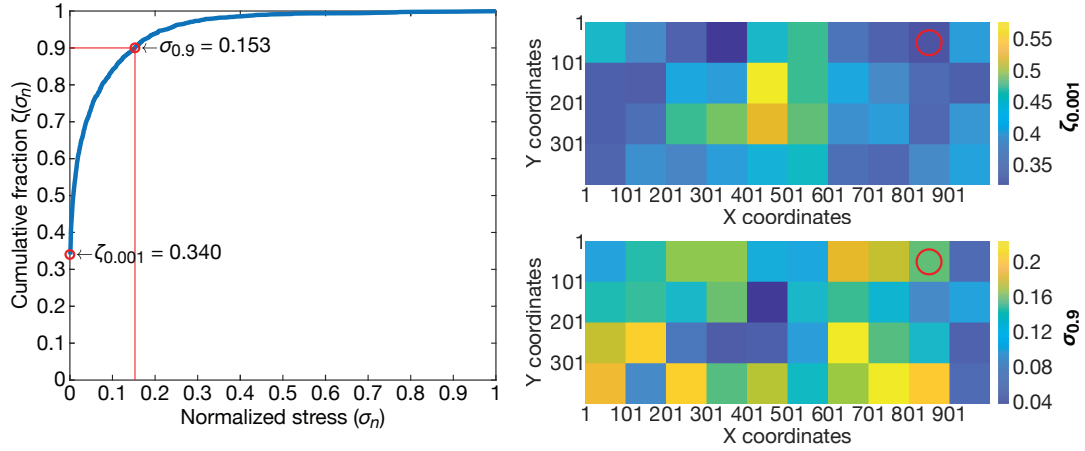 Cumulative fraction ζ(σn)
1
0.9
0.8
0.7
0.6
0.5
0.4
0.3
0.2
0.1
0
←σ0.9 = 0.153
←ζ0.001 = 0.340
0 0.1 0.2 0.3 0.4 0.5 0.6 0.7 0.8 0.9 1
Normalized stress (σn)
Y coordinates
1
101
201
301
1 101 201 301 401 501 601 701 801 901
X coordinates
0.55
0.5
0.45
0.4
0.35
ζ0.001
Y coordinates
1
101
201
301
1 101 201 301 401 501 601 701 801 901
X coordinates
0.2
0.16
0.12
0.08
0.04
σ0.9